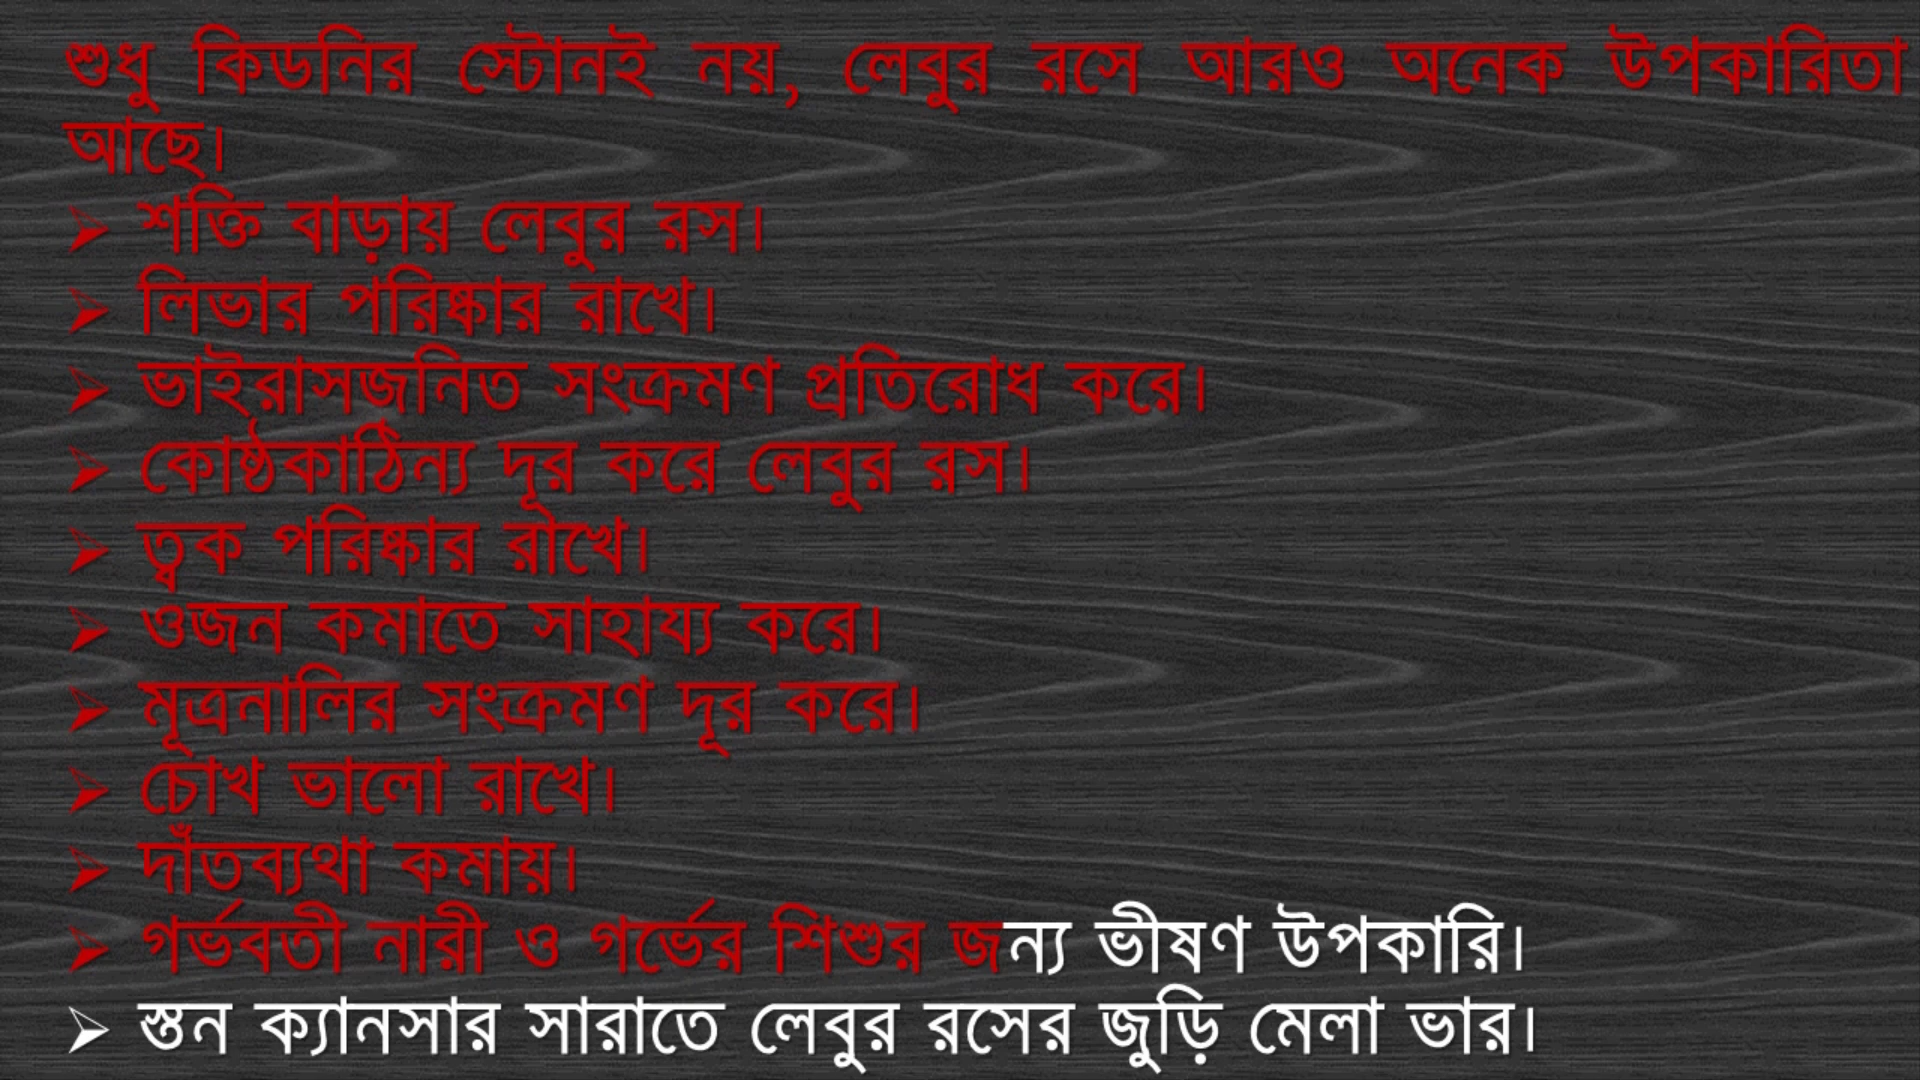 শুধু কিডনির স্টোনই নয়, লেবুর রসে আরও অনেক উপকারিতা
আছে।
➢ শক্তি বাড়ায় লেবুর রস।
➢ লিভার পরিষ্কার রাখে।
➢ ভাইরাসজনিত সংক্রমণ প্রতিরোধ করে।
➢ কোষ্ঠকাঠিন্য দূর করে লেবুর রস।
➢ ত্বক পরিষ্কার রাখে।
➢ ওজন কমাতে সাহায্য করে।
➢ মূত্রনালির সংক্রমণ দূর করে।
➢ চোখ ভালো রাখে।
➢ দাঁতব্যথা কমায়।
➢ গর্ভবতী নারী ও গর্ভের শিশুর জন্য ভীষণ উপকারি।
➢ স্তন ক্যানসার সারাতে লেবুর রসের জুড়ি মেলা ভার।